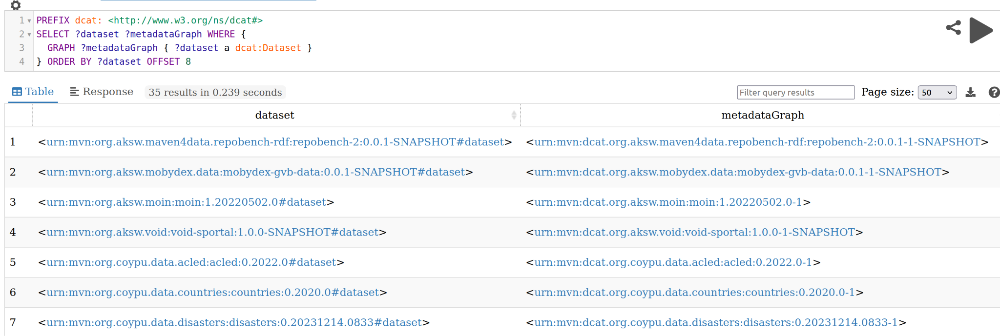 1 PREFIX dcat: <http://www.w3.org/ns/dcat#>
2 SELECT ?dataset ?metadataGraph WHERE {
3 GRAPH ?metadataGraph { ?dataset a dcat:Dataset }
4 } ORDER BY ?dataset OFFSET 8
Table Response 35 results in 0.239 seconds Filter query results Page size: 50
dataset metadataGraph
1 <urn:mvn:org.aksw.maven4data.repobench-rdf:repobench-2:0.0.1-SNAPSHOT#dataset> <urn:mvn:dcat.org.aksw.maven4data.repobench-rdf:repobench-2:0.0.1-1-SNAPSHOT>
2 <urn:mvn:org.aksw.mobydex.data:mobydex-gvb-data:0.0.1-SNAPSHOT#dataset> <urn:mvn:dcat.org.aksw.mobydex.data:mobydex-gvb-data:0.0.1-1-SNAPSHOT>
3 <urn:mvn:org.aksw.moin:moin:1.20220502.0#dataset> <urn:mvn:dcat.org.aksw.moin:moin:1.20220502.0-1>
4 <urn:mvn:org.aksw.void:void-sportal:1.0.0-SNAPSHOT#dataset> <urn:mvn:dcat.org.aksw.void:void-sportal:1.0.0-1-SNAPSHOT>
5 <urn:mvn:org.coypu.data.acled:acled:0.2022.0#dataset> <urn:mvn:dcat.org.coypu.data.acled:acled:0.2022.0-1>
6 <urn:mvn:org.coypu.data.countries:countries:0.2020.0#dataset> <urn:mvn:dcat.org.coypu.data.countries:countries:0.2020.0-1>
7 <urn:mvn:org.coypu.data.disasters:disasters:0.20231214.0833#dataset> <urn:mvn:dcat.org.coypu.data.disasters:disasters:0.20231214.0833-1>